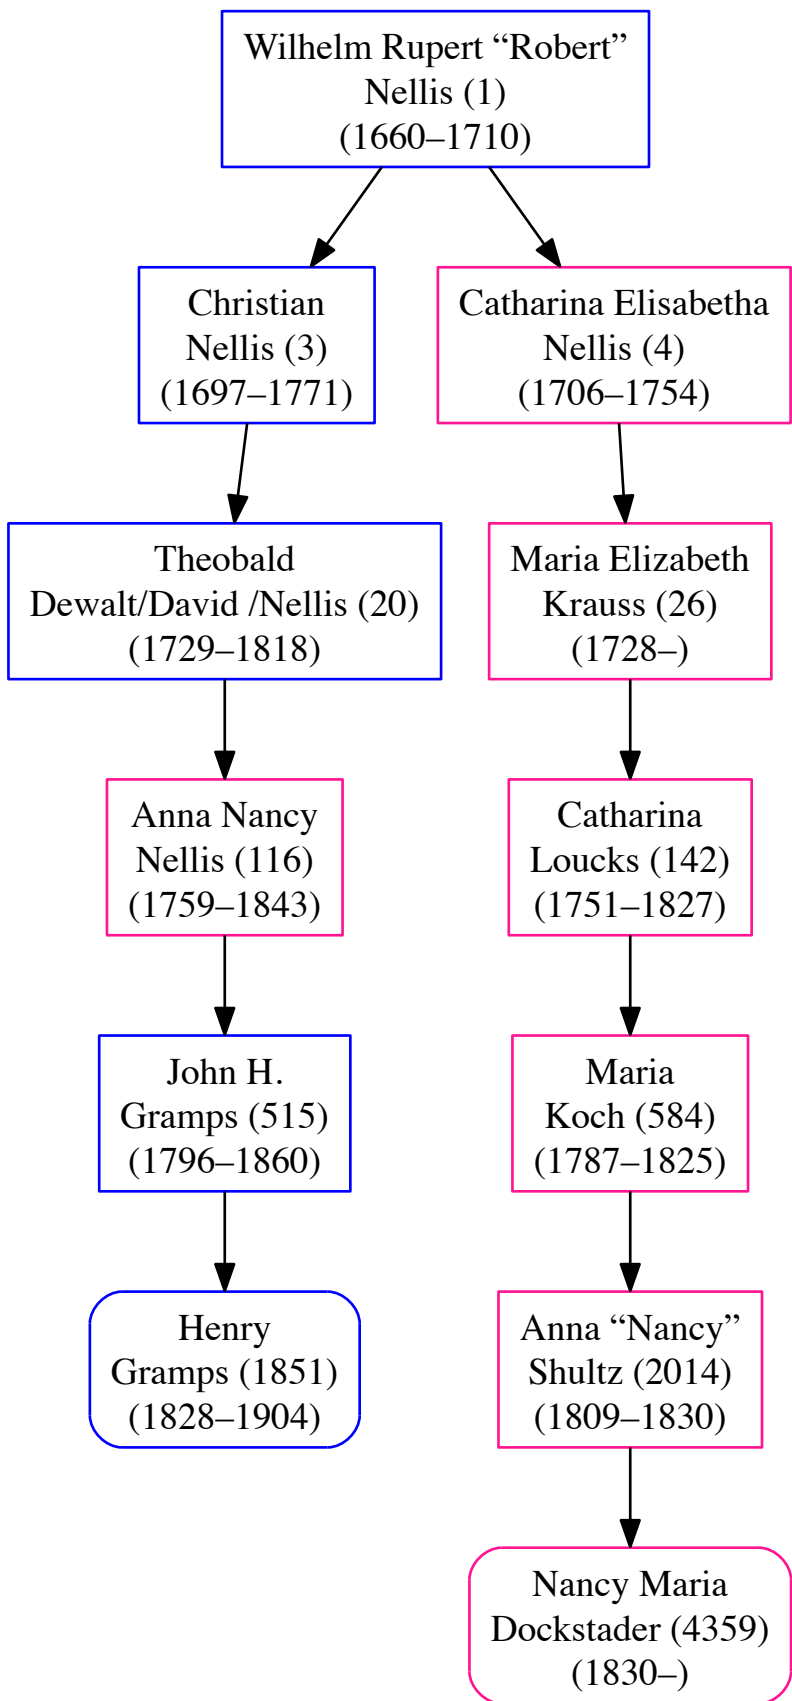 Wilhelm Rupert “Robert”
Nellis (1)
(1660–1710)
Christian
Nellis (3)
(1697–1771)
Catharina Elisabetha
Nellis (4)
(1706–1754)
Theobald
Dewalt/David /Nellis (20)
(1729–1818)
Maria Elizabeth
Krauss (26)
(1728–)
Anna Nancy
Nellis (116)
(1759–1843)
Catharina
Loucks (142)
(1751–1827)
John H.
Gramps (515)
(1796–1860)
Maria
Koch (584)
(1787–1825)
Henry
Gramps (1851)
(1828–1904)
Anna “Nancy”
Shultz (2014)
(1809–1830)
Nancy Maria
Dockstader (4359)
(1830–)